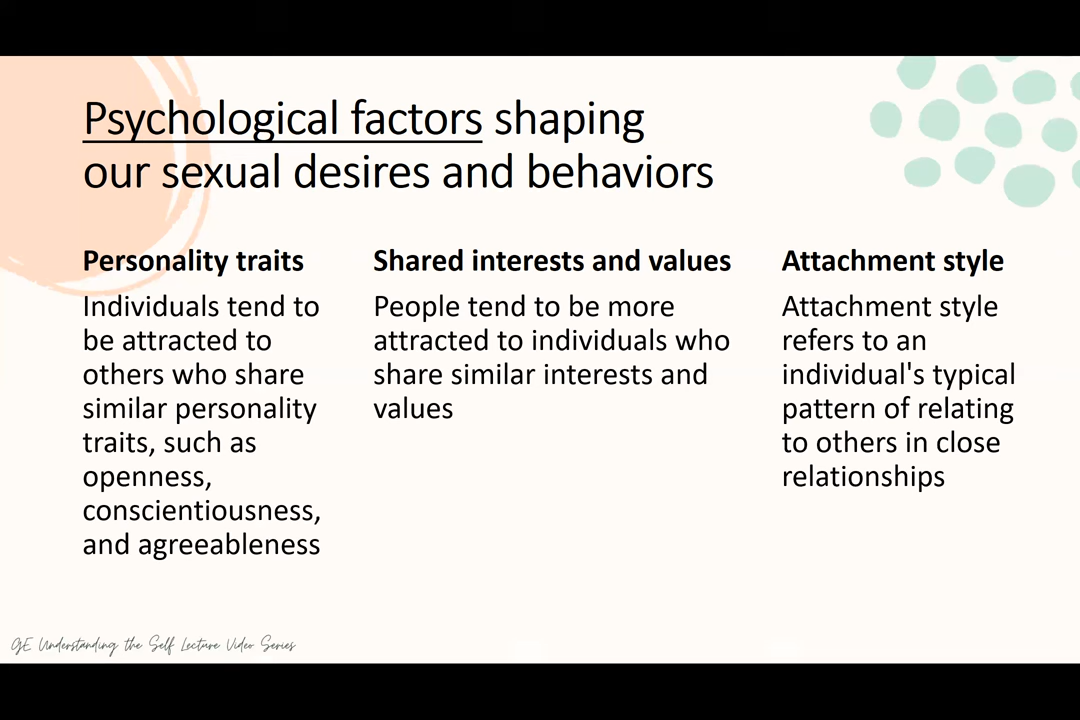 Psychological factors shaping
our sexual desires and behaviors
Personality traits
Individuals tend to
be attracted to
others who share
similar personality
traits, such as
openness,
conscientiousness,
and agreeableness
Shared interests and values
People tend to be more
attracted to individuals who
share similar interests and
values
Attachment style
Attachment style
refers to an
individual's typical
pattern of relating
to others in close
relationships
GE Understanding the Self Lecture Video Series